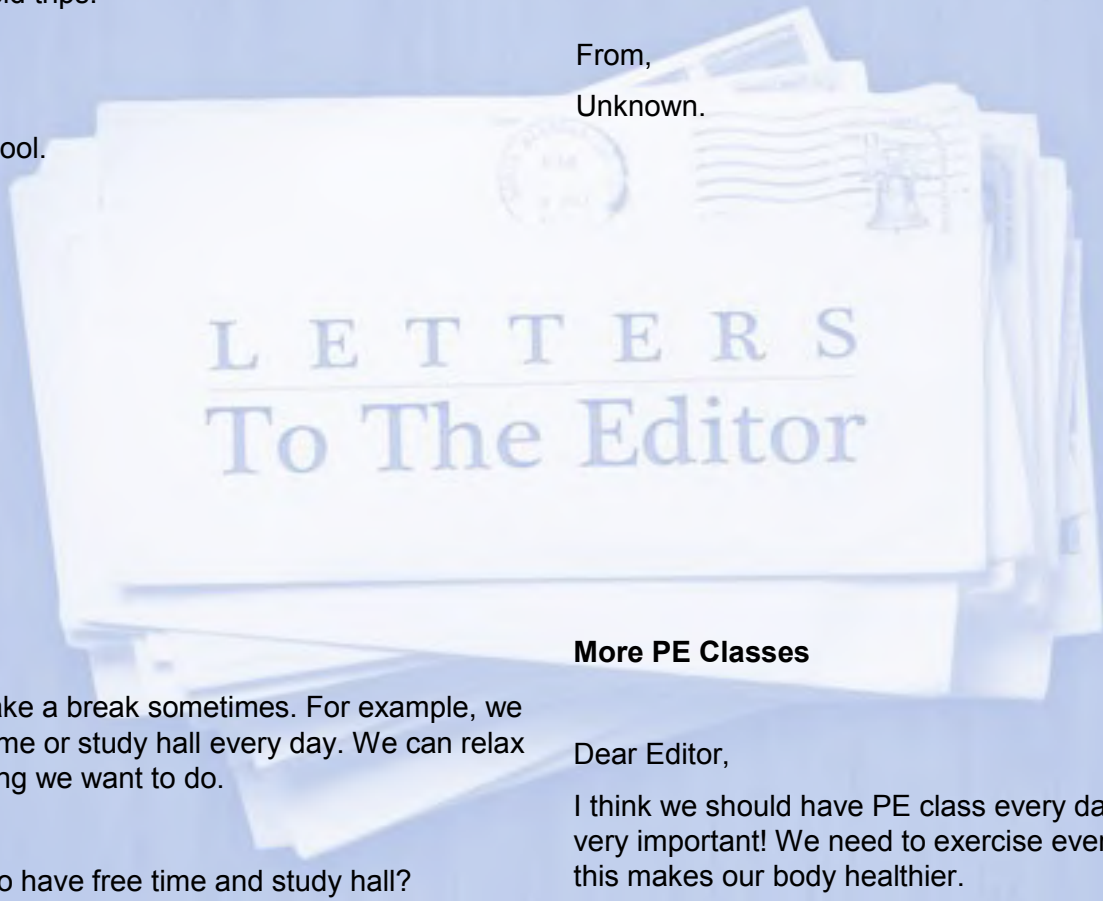 ool.
ake a break sometimes. For example, we
me or study hall every day. We can relax
ng we want to do.
o have free time and study hall?
From,
Unknown.
LETTERS
To The Editor
More PE Classes
Dear Editor,
I think we should have PE class every da
very important! We need to exercise ever
this makes our body healthier.